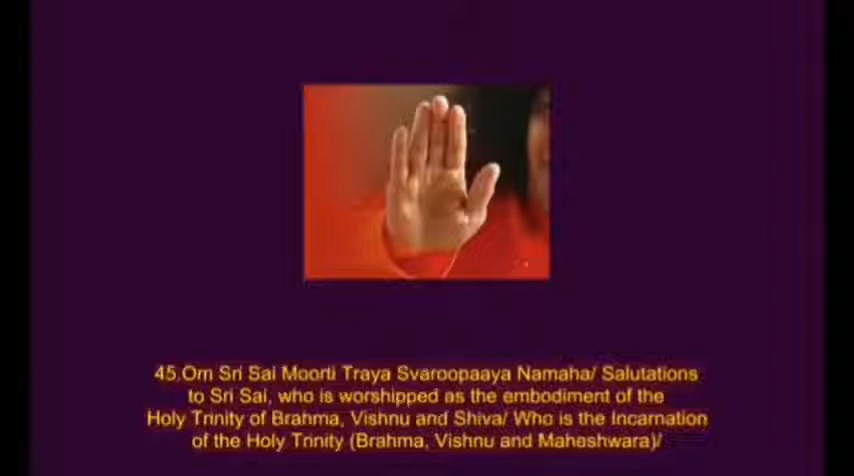 45.Om Sri Sai Moorti Traya Svaroopaaya Namaha/ Salutations
to Sri Sai, who is worshipped as the embodiment of the
Holy Trinity of Brahma, Vishnu and Shiva/ Who is the Incarnation
of the Holy Trinity (Brahma, Vishnu and Maheshwara)/